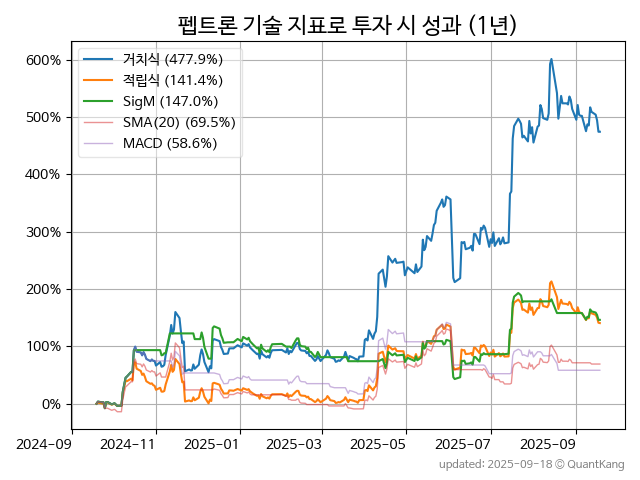 펩트론 기술 지표로 투자 시 성과 (1년)
거치식 (477.9%)
적립식 (141.4%)
SigM (147.0%)
SMA(20) (69.5%)
MACD (58.6%)
600%
500%
400%
300%
200%
100%
0%
2024-09 2024-11 2025-01 2025-03 2025-05 2025-07 2025-09
updated: 2025-09-18 © QuantKang